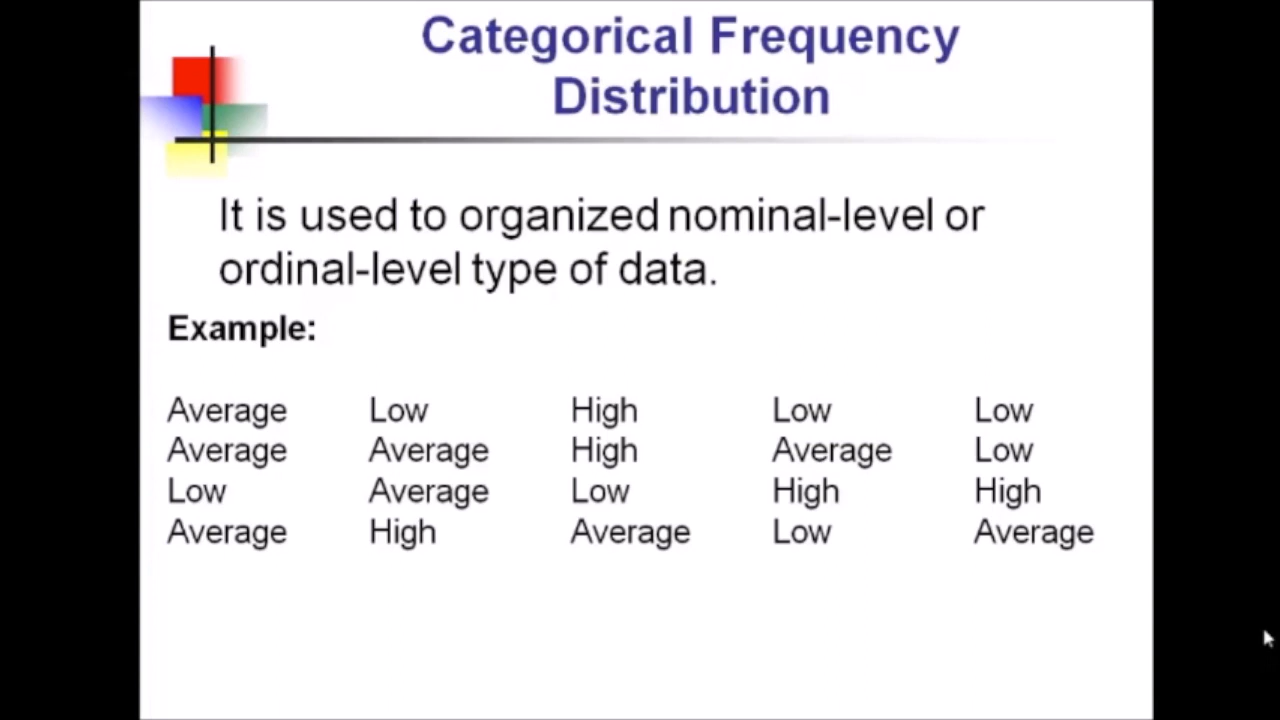 Categorical Frequency
Distribution
It is used to organized nominal-level or
ordinal-level type of data.
Example:
Average Low High Low Low
Average Average High Average Low
Low Average Low High High
Average High Average Low Average